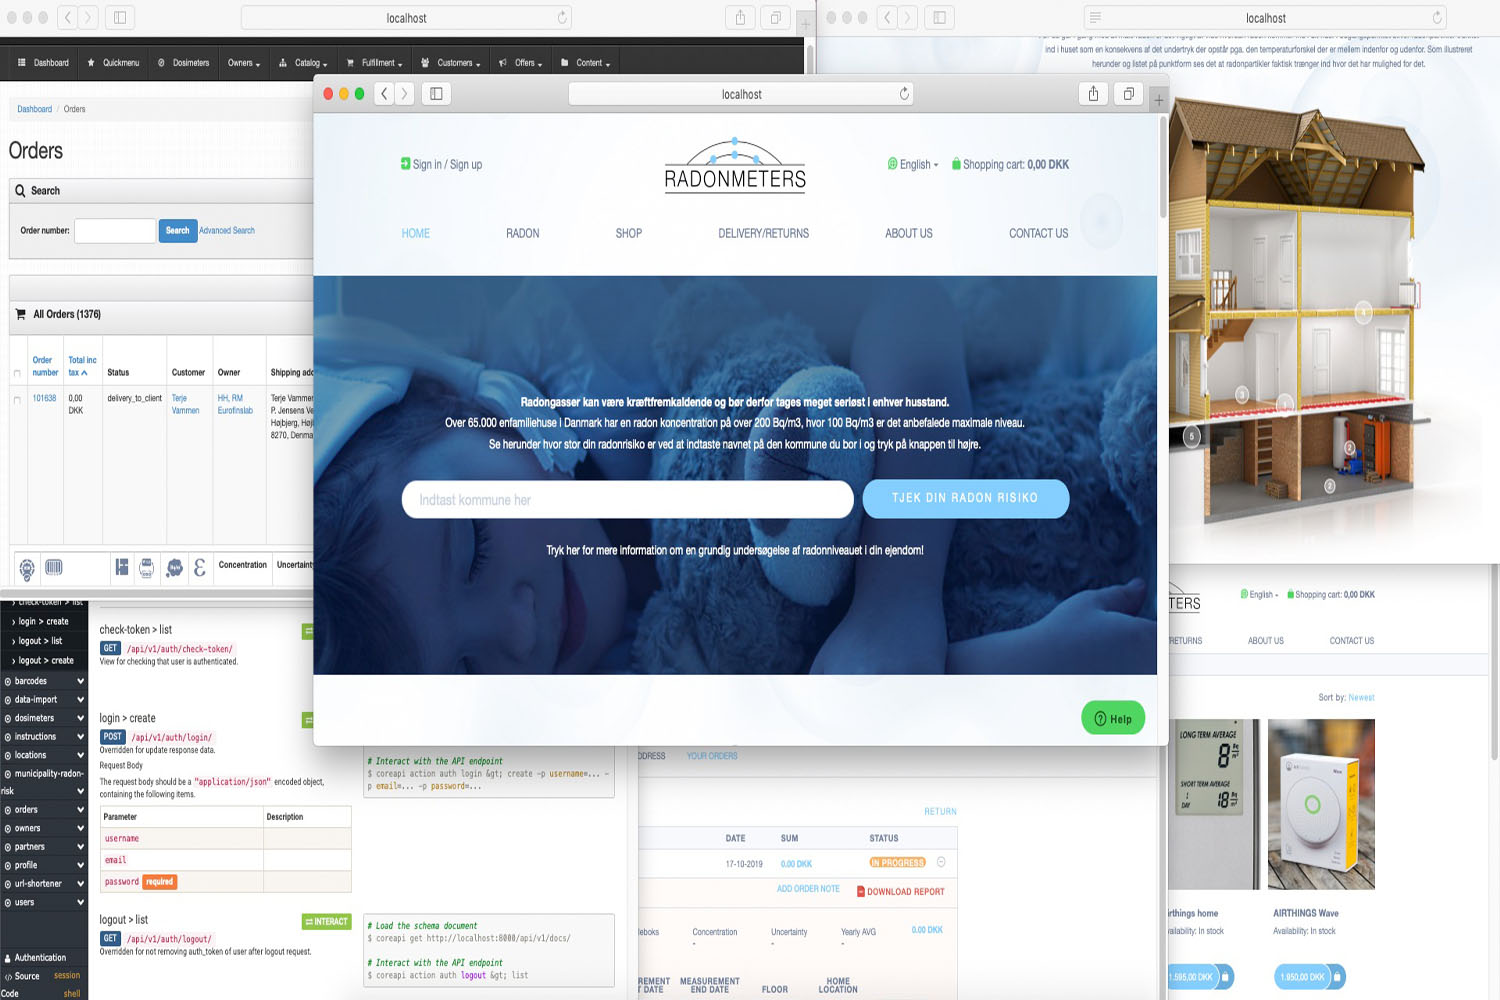 localhost
localhost
Dashboard
Quickmenu
Dosimeters
Owners
Catalog
Fulfillment
Customers
Offers
Content
Dashboard / Orders
Orders
Search
Order number:
Search
Advanced Search
All Orders (1376)
Order number
Total inc tax
Status
Customer
Owner
Shipping add
101638
0,00 DKK
delivery_to_client
Terje Vammen
HH, RM Eurofinslab
Terje Vammer
P. Jensens Ve
Højbjerg, Høj
8270, Denma
Concentration
Uncertainty
ind i huset som en konsekvens af det undertryk der opstår pga. den temperaturforskel der er mellem indenfor og udenfor. Som illustreret
herunder og listet på punktform ses det at radonpartikler faktisk trænger ind hvor det har mulighed for det.
4
3
1
5
2
2
localhost
Sign in / Sign up
RADONMETERS
English
Shopping cart: 0,00 DKK
HOME
RADON
SHOP
DELIVERY/RETURNS
ABOUT US
CONTACT US
Radongasser kan være kræftfremkaldende og bør derfor tages meget seriøst i enhver husstand.
Over 65.000 enfamiliehuse i Danmark har en radon koncentration på over 200 Bq/m3, hvor 100 Bq/m3 er det anbefalede maximale niveau.
Se herunder hvor stor din radonrisiko er ved at indtaste navnet på den kommune du bor i og tryk på knappen til højre.
Indtast kommune her
TJEK DIN RADON RISIKO
Tryk her for mere information om en grundig undersøgelse af radonniveauet i din ejendom!
Help
check-token > list
login > create
logout > list
logout > create
barcodes
data-import
dosimeters
instructions
locations
municipality-radon-risk
orders
owners
partners
profile
url-shortener
users
Authentication
Source session
Code shell
check-token > list
GET /api/v1/auth/check-token/
View for checking that user is authenticated.
login > create
POST /api/v1/auth/login/
Overridden for update response data.
Request Body
The request body should be a "application/json" encoded object,
containing the following items.
Parameter
Description
username
email
password required
logout > list
INTERACT
GET /api/v1/auth/logout/
Overridden for not removing auth_token of user after logout request.
# Interact with the API endpoint
$ coreapi action auth login &gt; create -p username=... -
p email=... -p password=...
# Load the schema document
$ coreapi get http://localhost:8000/api/v1/docs/
# Interact with the API endpoint
$ coreapi action auth logout &gt; list
DDRESS
YOUR ORDERS
RETURN
DATE
SUM
STATUS
17-10-2019
0.00 DKK
IN PROGRESS
ADD ORDER NOTE
DOWNLOAD REPORT
leboks
Concentration
Uncertainty
Yearly AVG
0.00 DKK
-
-
-
REMENT
T DATE
MEASUREMENT
END DATE
FLOOR
HOME
LOCATION
TERS
English
Shopping cart: 0,00 DKK
RETURNS
ABOUT US
CONTACT US
Sort by: Newest
LONG TERM AVERAGE
8 Bq/m³
SHORT TERM AVERAGE
1 DAY
18 Bq/m³
irthings home
vailability: In stock
1.595,00 DKK
AIRTHINGS Wave
Availability: In stock
1.950,00 DKK